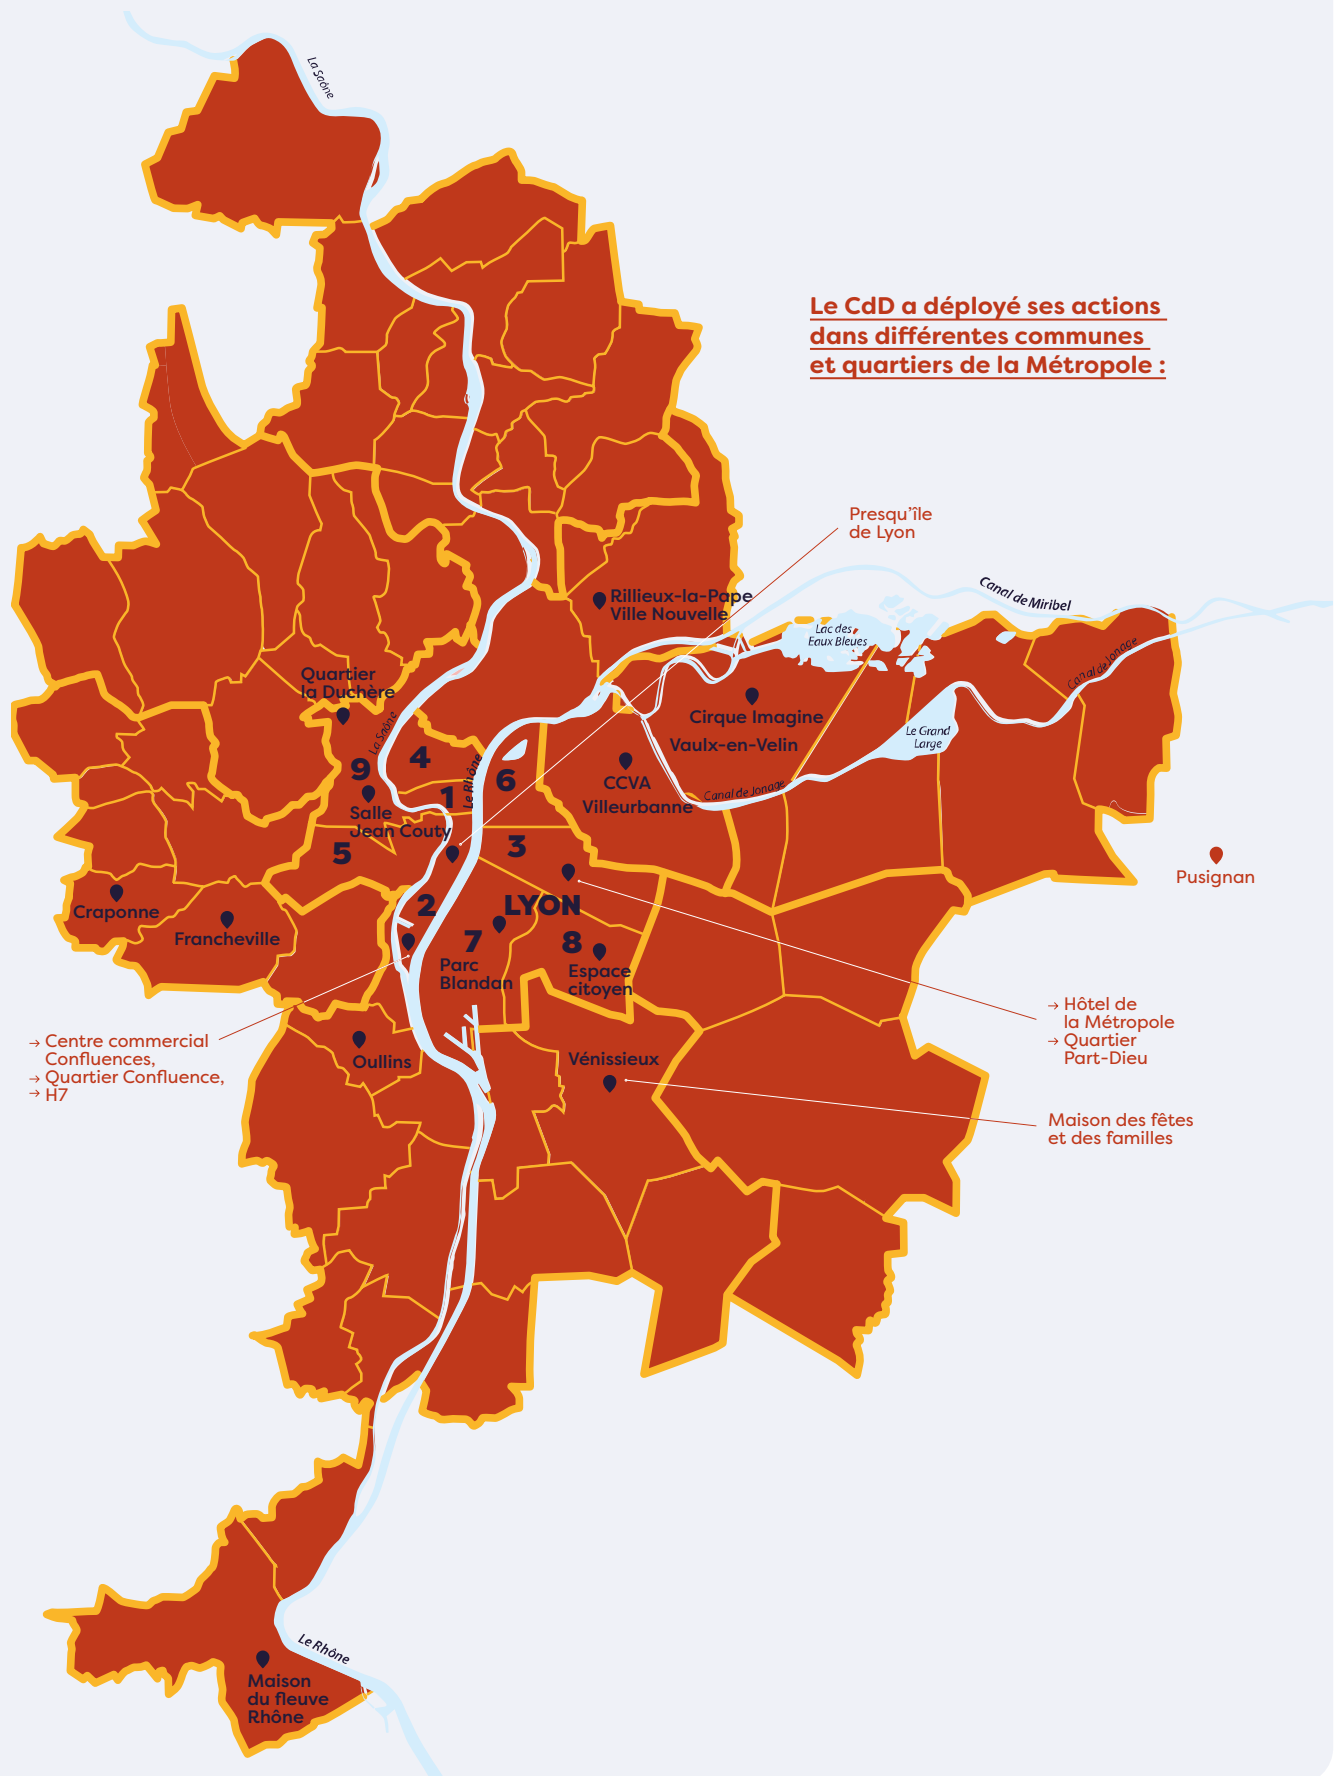 La Saône
Le CdD a déployé ses actions
dans différentes communes
et quartiers de la Métropole :
Presqu'île
de Lyon
Canal de Miribel
Rillieux-la-Pape
Ville Nouvelle
Lac des
Eaux Bleues
Canal de Jonage
Quartier
la Duchère
Cirque Imagine
Vaulx-en-Velin
Le Grand
Large
La Saône
4
9
Le Rhône
6
1
CCVA
Villeurbanne
Canal de Jonage
Salle
Jean Couty
5
3
Pusignan
Craponne
Francheville
2
LYON
7
8
Parc
Blandan
Espace
citoyen
→ Hôtel de
la Métropole
→ Quartier
Part-Dieu
→ Centre commercial
Confluences,
→ Quartier Confluence,
→ H7
Oullins
Vénissieux
Maison des fêtes
et des familles
Le Rhône
Maison
du fleuve
Rhône